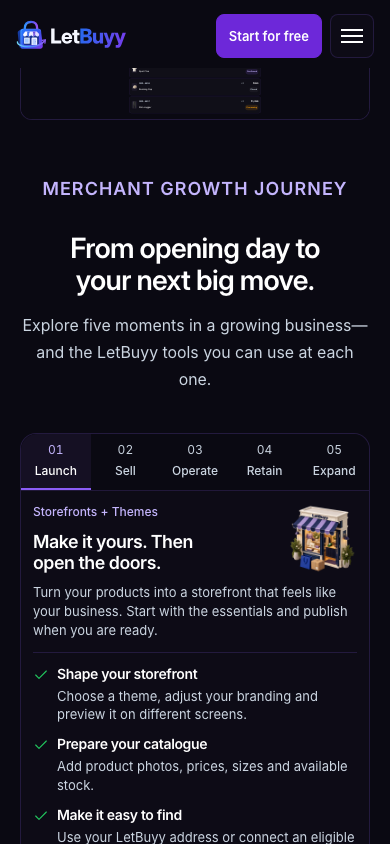 LetBuyy
Start for free
MERCHANT GROWTH JOURNEY
From opening day to
your next big move.
Explore five moments in a growing business—
and the LetBuyy tools you can use at each
one.
01
02
03
04
05
Launch
Sell
Operate
Retain
Expand
Storefronts + Themes
Make it yours. Then
open the doors.
Turn your products into a storefront that feels like
your business. Start with the essentials and publish
when you are ready.
Shape your storefront
Choose a theme, adjust your branding and
preview it on different screens.
Prepare your catalogue
Add product photos, prices, sizes and available
stock.
Make it easy to find
Use your LetBuyy address or connect an eligible